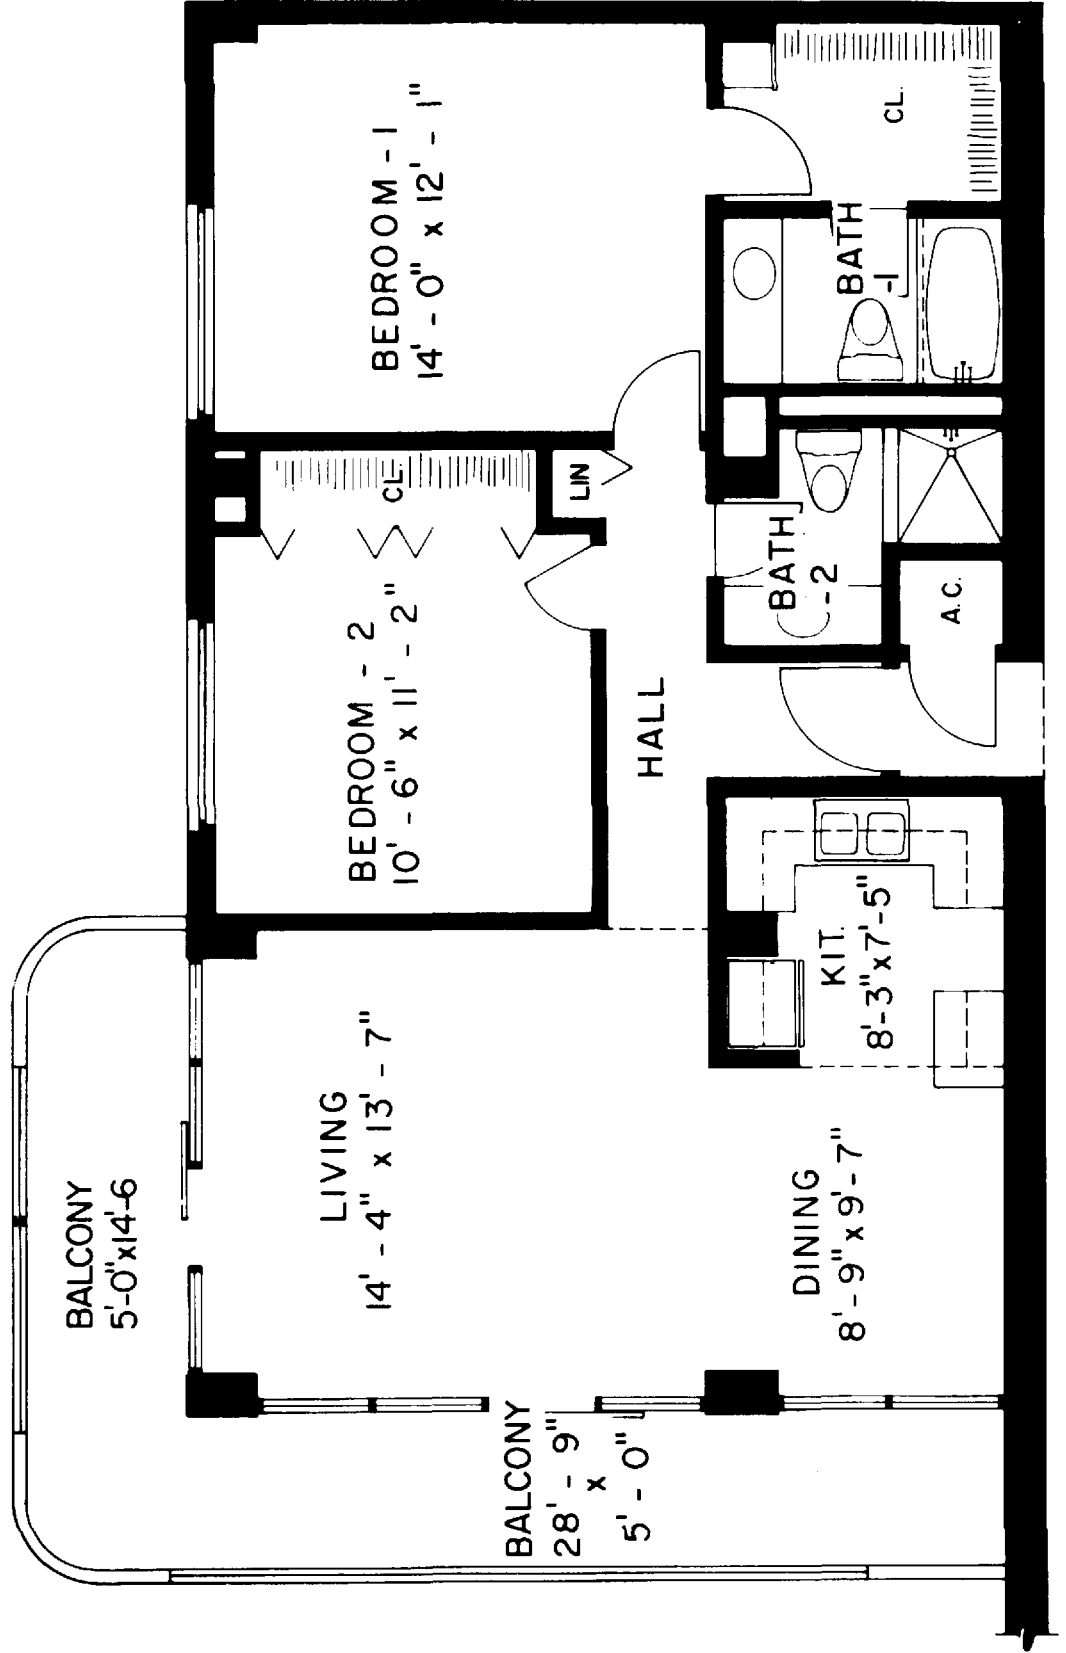 BALCONY
5'-0"x14'-6
LIVING
14' - 4" x 13' - 7"
BALCONY
28' - 9"
x
5' - 0"
DINING
8' - 9" x 9' - 7"
KIT.
8'-3"x7'-5"
BEDROOM - 2
10' - 6" x 11' - 2"
CL.
LIN
HALL
BATH
-2
A.C.
BEDROOM - 1
14' - 0" x 12' - 1"
BATH
-1
CL.